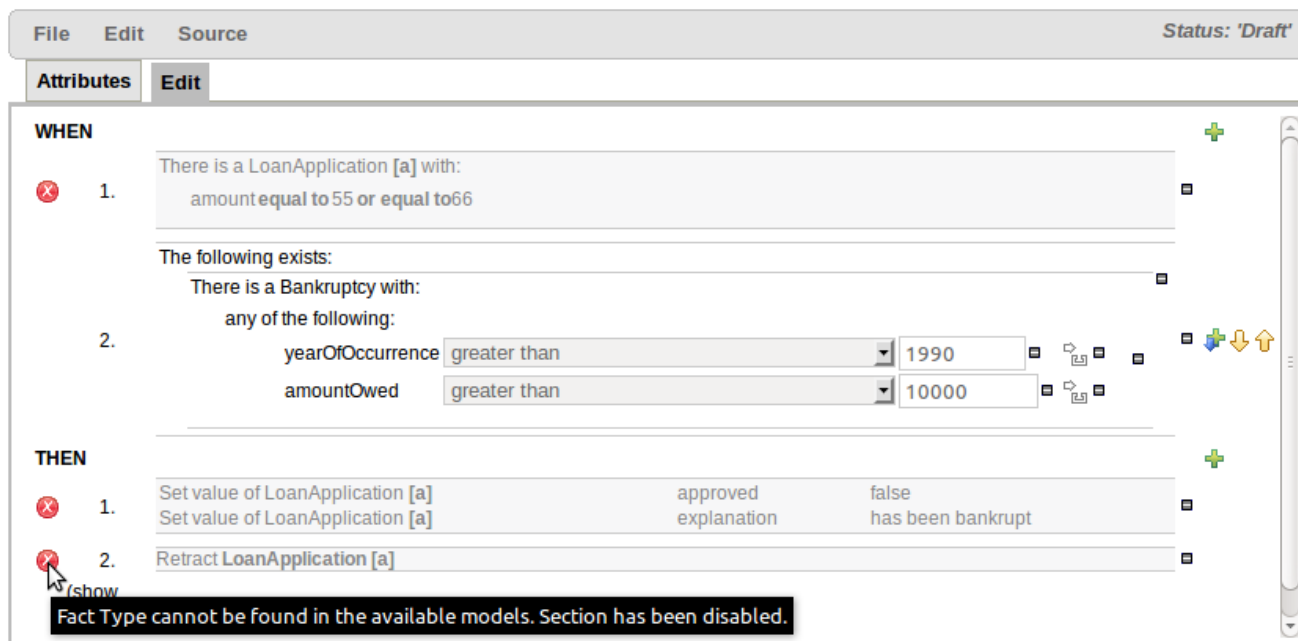 File Edit Source Status: 'Draft'
Attributes Edit
WHEN
There is a LoanApplication [a] with:
1.
amount equal to 55 or equal to66
The following exists:
There is a Bankruptcy with:
any of the following:
2.
yearOfOccurrence greater than 1990
amountOwed greater than 10000
THEN
Set value of LoanApplication [a] approved false
1.
Set value of LoanApplication [a] explanation has been bankrupt
2. Retract LoanApplication [a]
(show
Fact Type cannot be found in the available models. Section has been disabled.